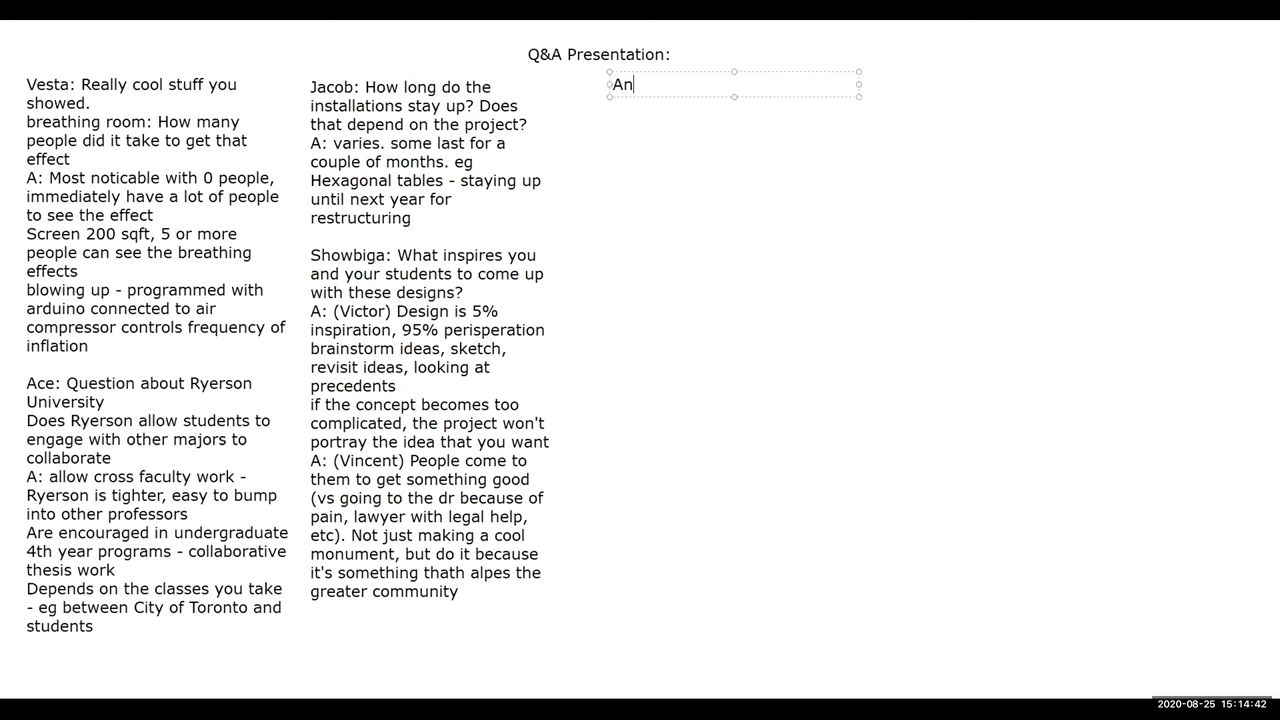 Q&A Presentation:
Vesta: Really cool stuff you
showed.
breathing room: How many
people did it take to get that
effect
A: Most noticable with 0 people,
immediately have a lot of people
to see the effect
Screen 200 sqft, 5 or more
people can see the breathing
effects
blowing up - programmed with
arduino connected to air
compressor controls frequency of
inflation
Ace: Question about Ryerson
University
Does Ryerson allow students to
engage with other majors to
collaborate
A: allow cross faculty work -
Ryerson is tighter, easy to bump
into other professors
Are encouraged in undergraduate
4th year programs - collaborative
thesis work
Depends on the classes you take
- eg between City of Toronto and
students
Jacob: How long do the
installations stay up? Does
that depend on the project?
A: varies. some last for a
couple of months. eg
Hexagonal tables - staying up
until next year for
restructuring
Showbiga: What inspires you
and your students to come up
with these designs?
A: (Victor) Design is 5%
inspiration, 95% perisperation
brainstorm ideas, sketch,
revisit ideas, looking at
precedents
if the concept becomes too
complicated, the project won't
portray the idea that you want
A: (Vincent) People come to
them to get something good
(vs going to the dr because of
pain, lawyer with legal help,
etc). Not just making a cool
monument, but do it because
it's something thath alpes the
greater community
An
2020-08-25 15:14:42